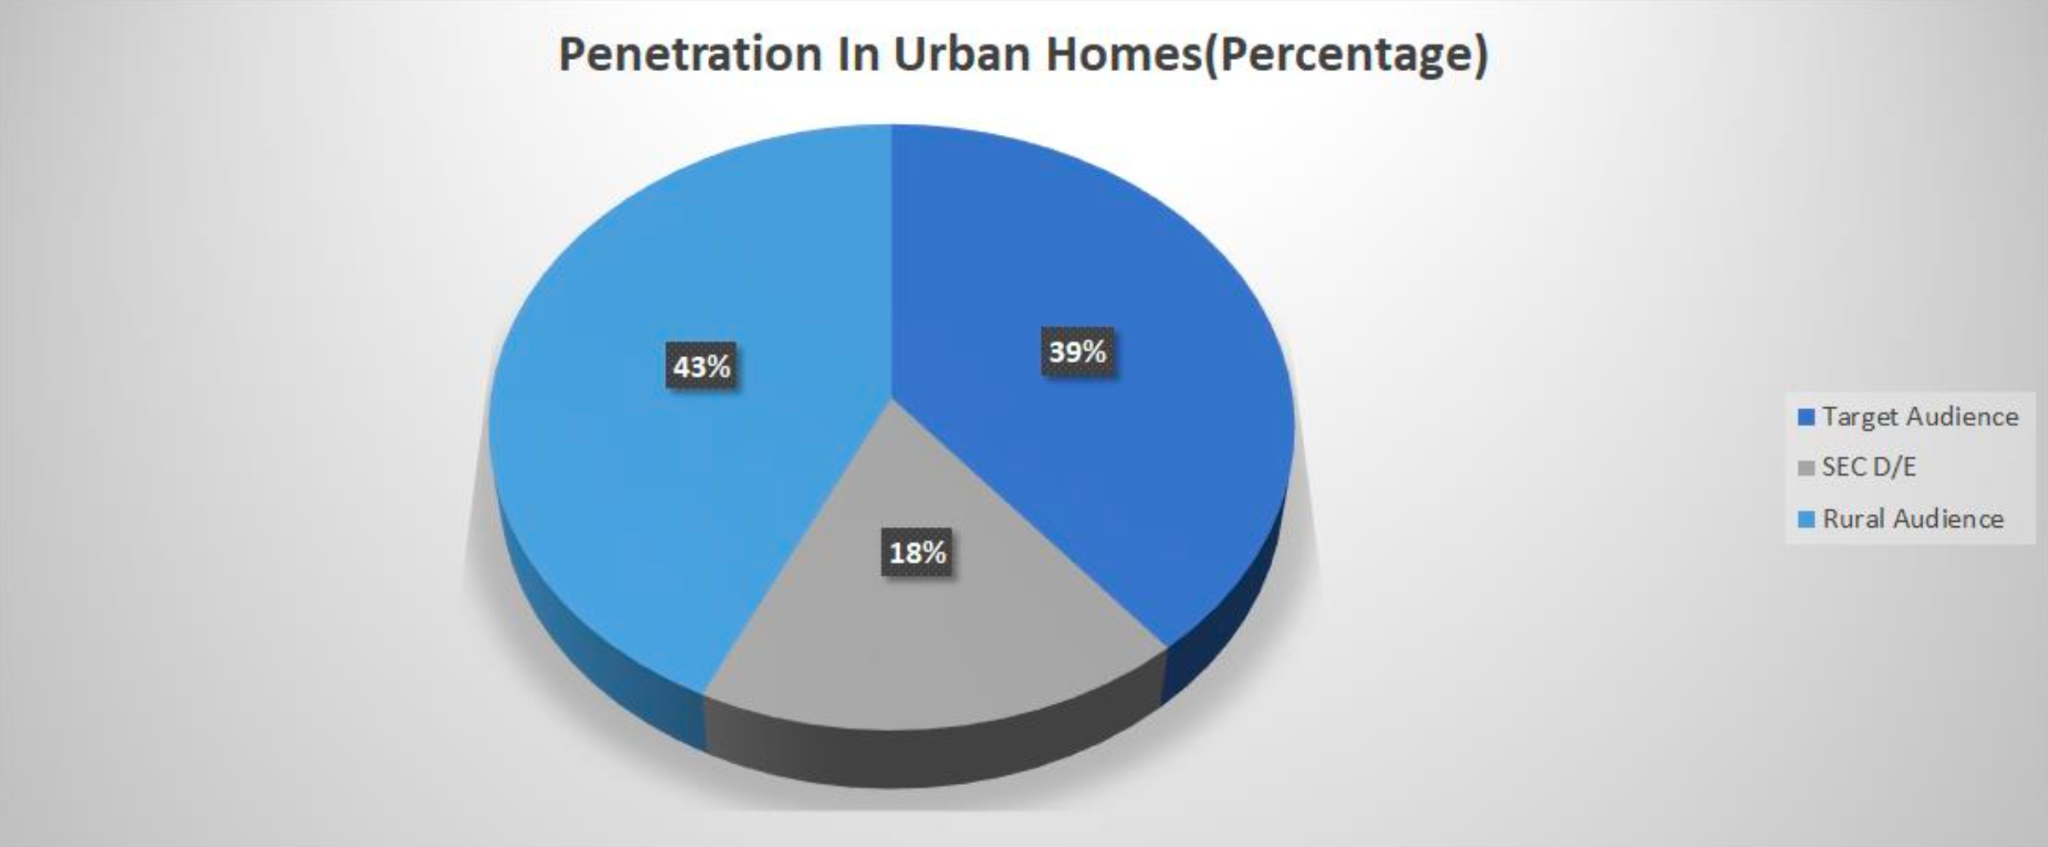 Penetration In Urban Homes(Percentage)
43%
39%
18%
Target Audience
SEC D/E
Rural Audience